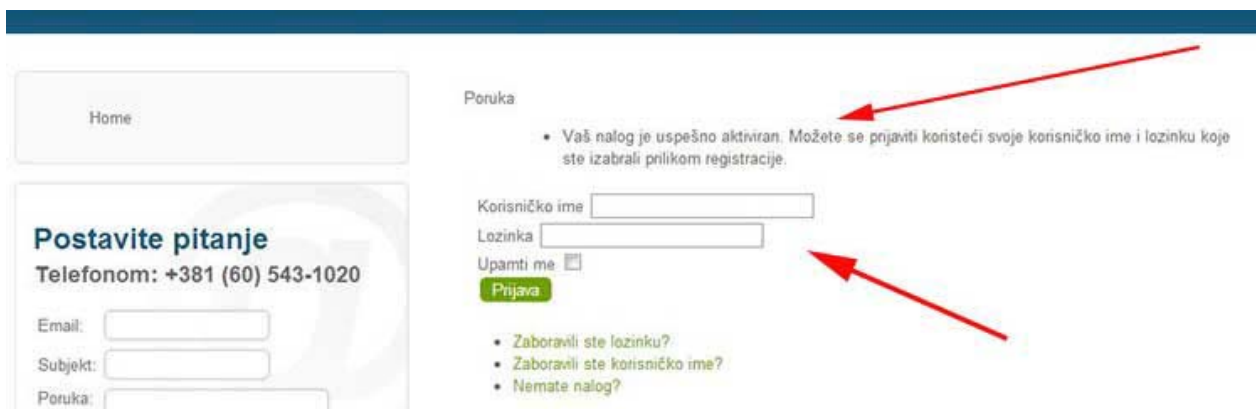 Home
Postavite pitanje
Telefonom: +381 (60) 543-1020
Email:
Subjekt:
Poruka:
Poruka
• Vaš nalog je uspešno aktiviran. Možete se prijaviti koristeći svoje korisničko ime i lozinku koje
ste izabrali prilikom registracije.
Korisničko ime
Lozinka
Upamti me
Prijava
• Zaboravili ste lozinku?
• Zaboravili ste korisničko ime?
• Nemate nalog?